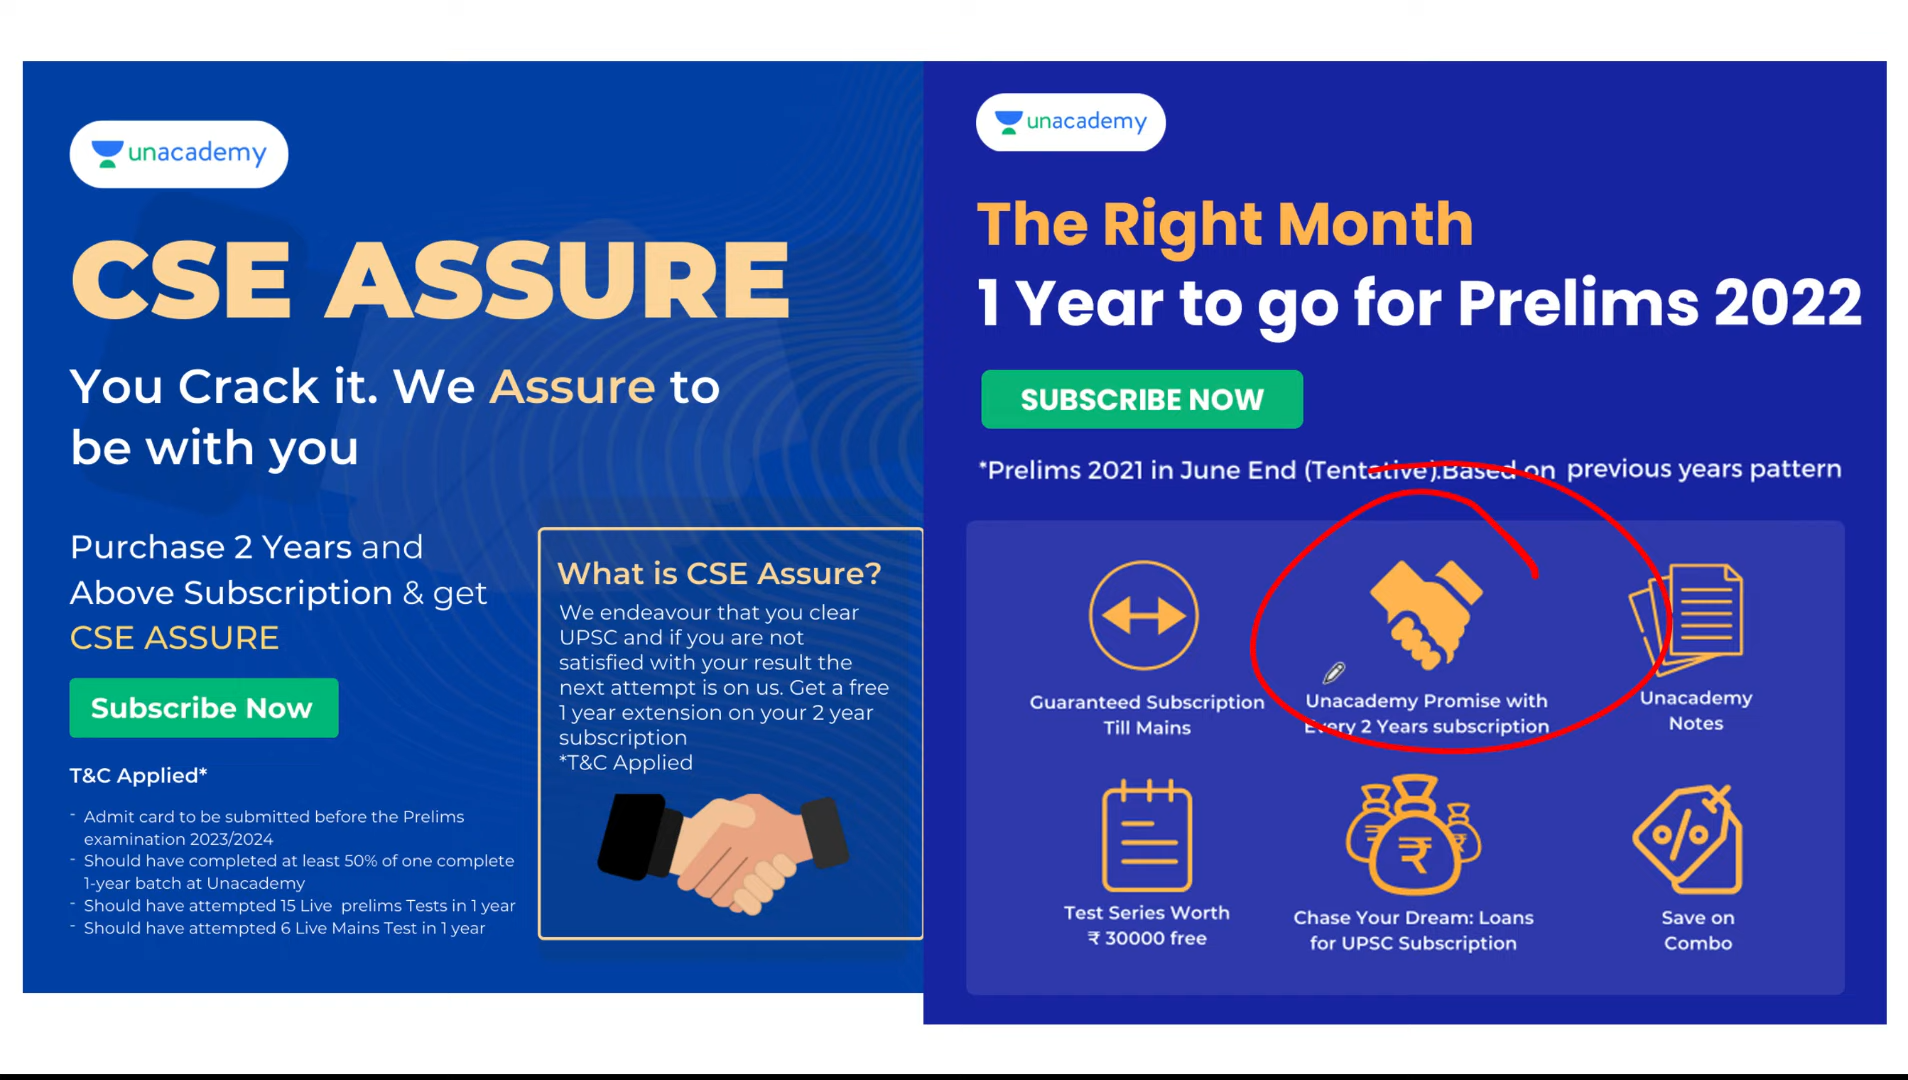 unacademy
CSE ASSURE
You Crack it. We Assure to
be with you
Purchase 2 Years and
Above Subscription & get
CSE ASSURE
Subscribe Now
T&C Applied*
- Admit card to be submitted before the Prelims
examination 2023/2024
- Should have completed at least 50% of one complete
1-year batch at Unacademy
- Should have attempted 15 Live prelims Tests in 1 year
- Should have attempted 6 Live Mains Test in 1 year
What is CSE Assure?
We endeavour that you clear
UPSC and if you are not
satisfied with your result the
next attempt is on us. Get a free
1 year extension on your 2 year
subscription
*T&C Applied
unacademy
The Right Month
1 Year to go for Prelims 2022
SUBSCRIBE NOW
*Prelims 2021 in June End (Tentative).Based on previous years pattern
Guaranteed Subscription
Till Mains
Unacademy Promise with
Every 2 Years subscription
Unacademy
Notes
Test Series Worth
₹ 30000 free
₹
Chase Your Dream: Loans
for UPSC Subscription
%
Save on
Combo